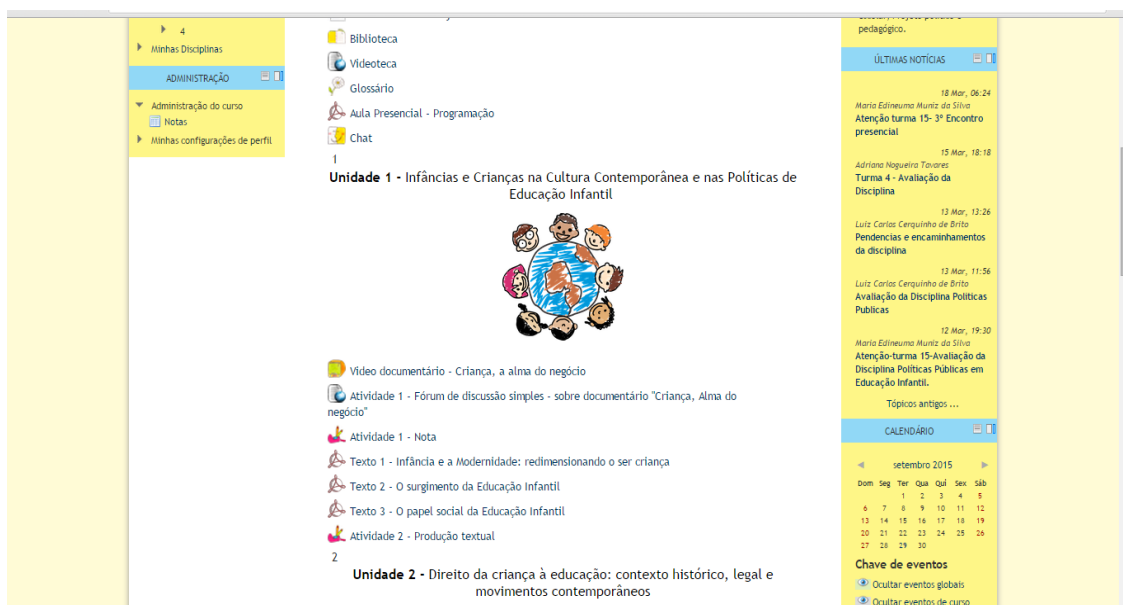 4
Minhas Disciplinas
ADMINISTRAÇÃO
Administração do curso
Notas
Minhas configurações de perfil
Biblioteca
Videoteca
Glossário
Aula Presencial - Programação
Chat
1
Unidade 1 - Infâncias e Crianças na Cultura Contemporânea e nas Políticas de
Educação Infantil
Video documentário - Criança, a alma do negócio
Atividade 1 - Fórum de discussão simples - sobre documentário "Criança, Alma do
negócio"
Atividade 1 - Nota
Texto 1 - Infância e a Modernidade: redimensionando o ser criança
Texto 2 - O surgimento da Educação Infantil
Texto 3 - O papel social da Educação Infantil
Atividade 2 - Produção textual
2
Unidade 2 - Direito da criança à educação: contexto histórico, legal e
movimentos contemporâneos
pedagógico.
ÚLTIMAS NOTÍCIAS
18 Mar, 06:24
Maria Edineuma Muniz da Silva
Atenção turma 15- 3º Encontro
presencial
15 Mar, 18:18
Adriana Nogueira Tavares
Turma 4 - Avaliação da
Disciplina
13 Mar, 13:26
Luiz Carlos Cerquinho de Brito
Pendencias e encaminhamentos
da disciplina
13 Mar, 11:56
Luiz Carlos Cerquinho de Brito
Avaliação da Disciplina Políticas
Publicas
12 Mar, 19:30
Maria Edineuma Muniz da Silva
Atenção-turma 15-Avaliação da
Disciplina Políticas Públicas em
Educação Infantil.
Tópicos antigos ...
CALENDÁRIO
setembro 2015
Dom Seg Ter Qua Qui Sex Sáb
1 2 3 4 5
6 7 8 9 10 11 12
13 14 15 16 17 18 19
20 21 22 23 24 25 26
27 28 29 30
Chave de eventos
Ocultar eventos globais
Ocultar eventos de curso